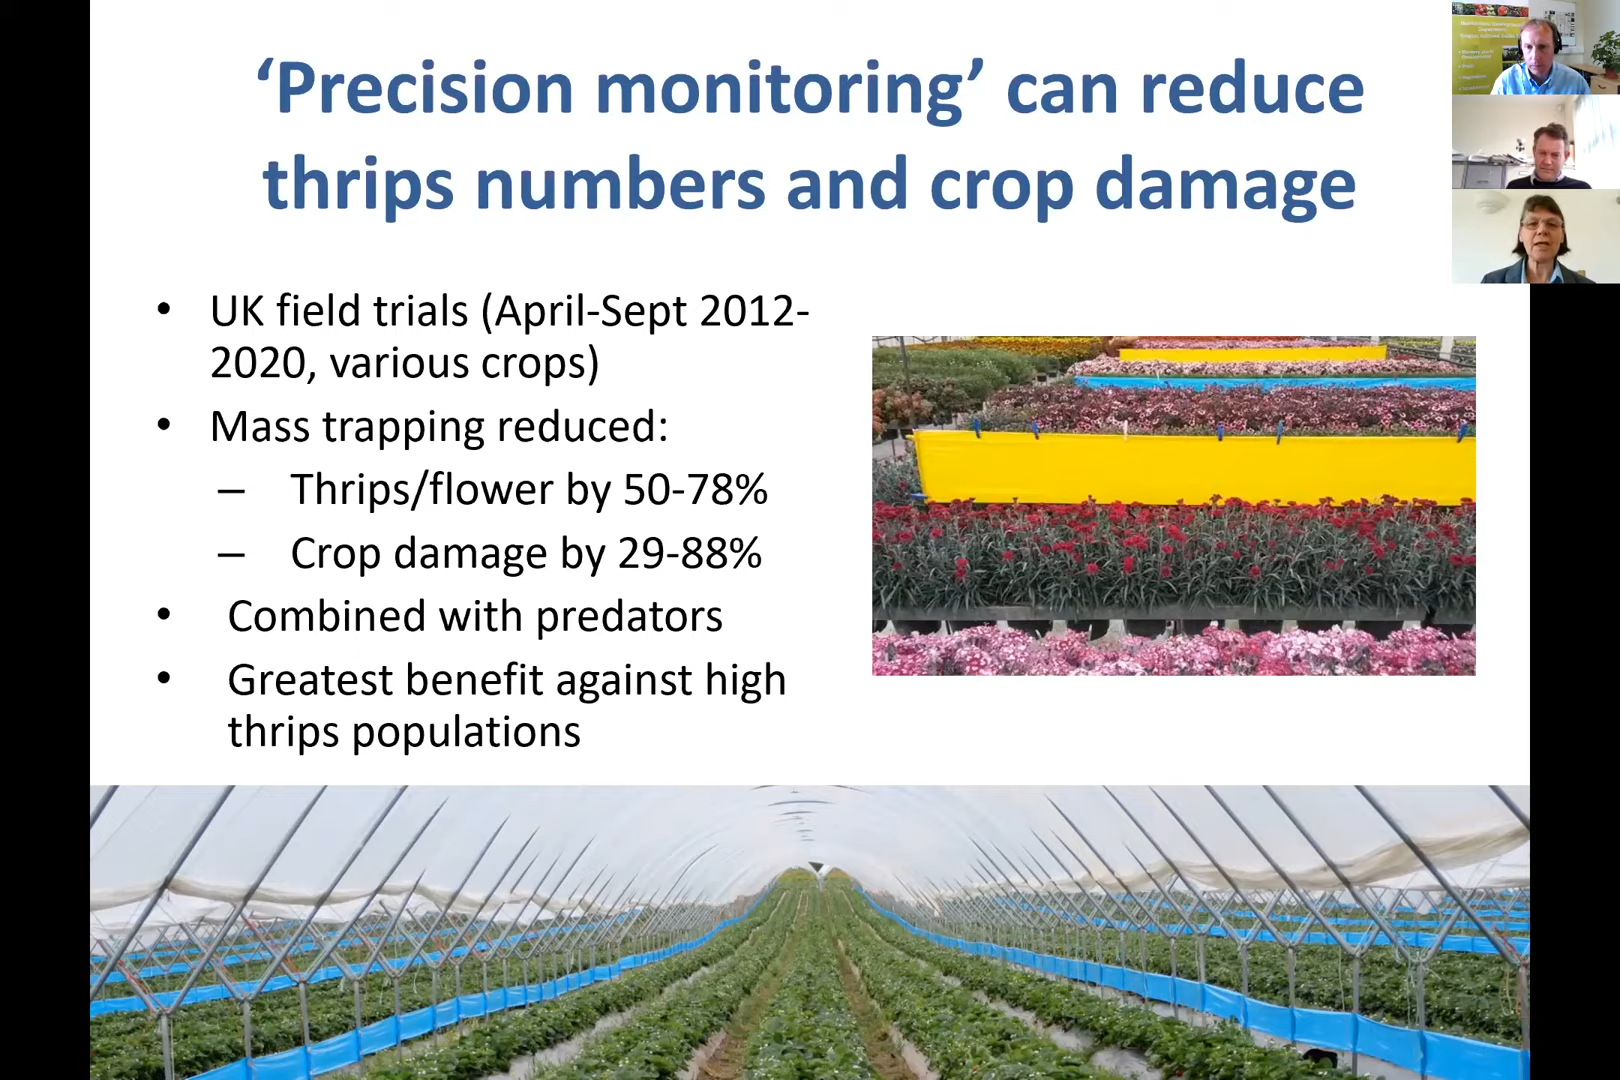 ‘Precision monitoring’ can reduce
thrips numbers and crop damage
• UK field trials (April-Sept 2012-
2020, various crops)
• Mass trapping reduced:
– Thrips/flower by 50-78%
– Crop damage by 29-88%
• Combined with predators
• Greatest benefit against high
thrips populations